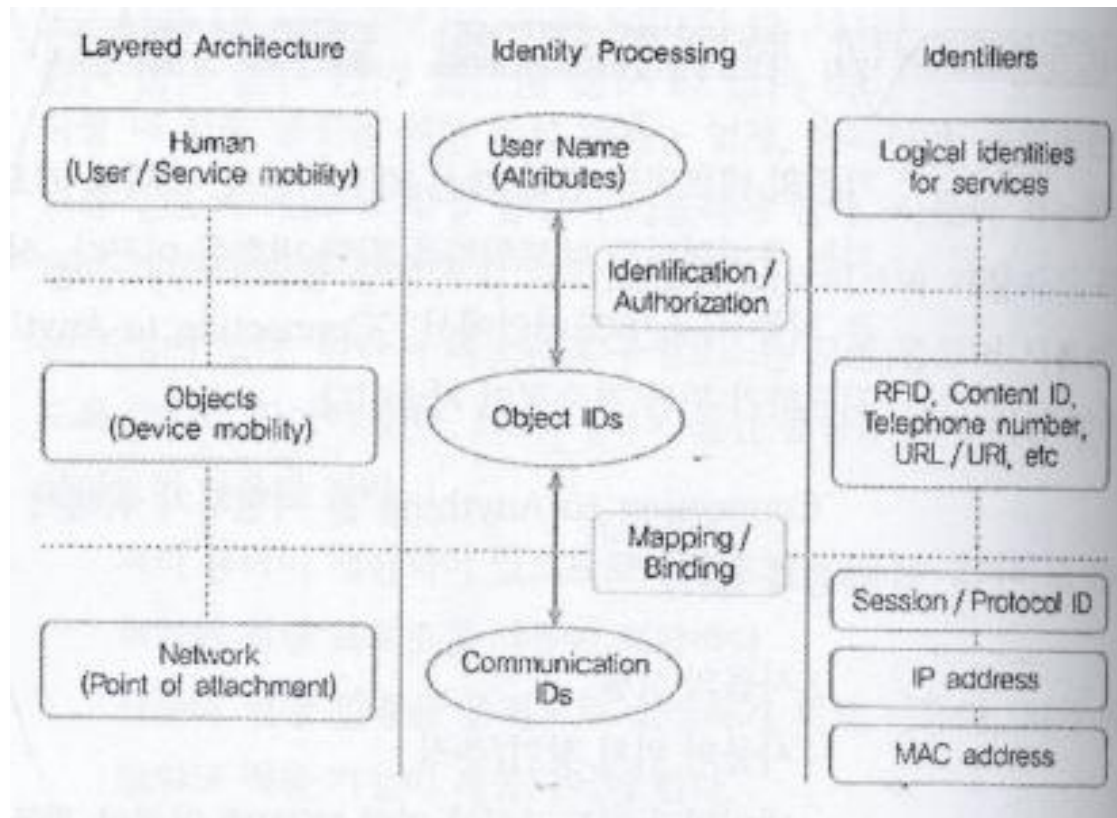 Layered Architecture
Identity Processing
Identifiers
Human
(User / Service mobility)
User Name
(Attributes)
Logical identities
for services
Identification /
Authorization
Objects
(Device mobility)
Object IDs
RFID, Content ID,
Telephone number,
URL / URI, etc
Mapping /
Binding
Network
(Point of attachment)
Communication
IDs
Session / Protocol ID
IP address
MAC address